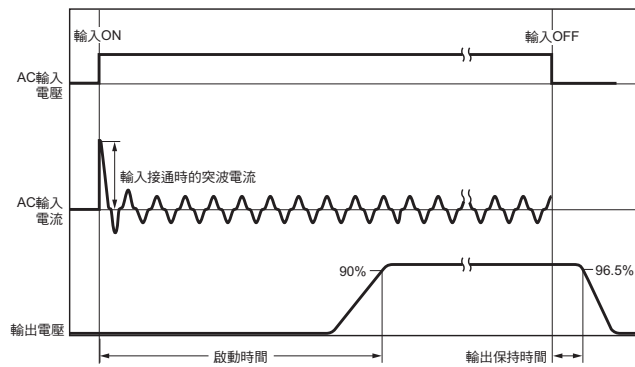 輸入ON
輸入OFF
AC輸入
電壓
輸入接通時的突波電流
AC輸入
電流
90%
96.5%
輸出電壓
啟動時間
輸出保持時間